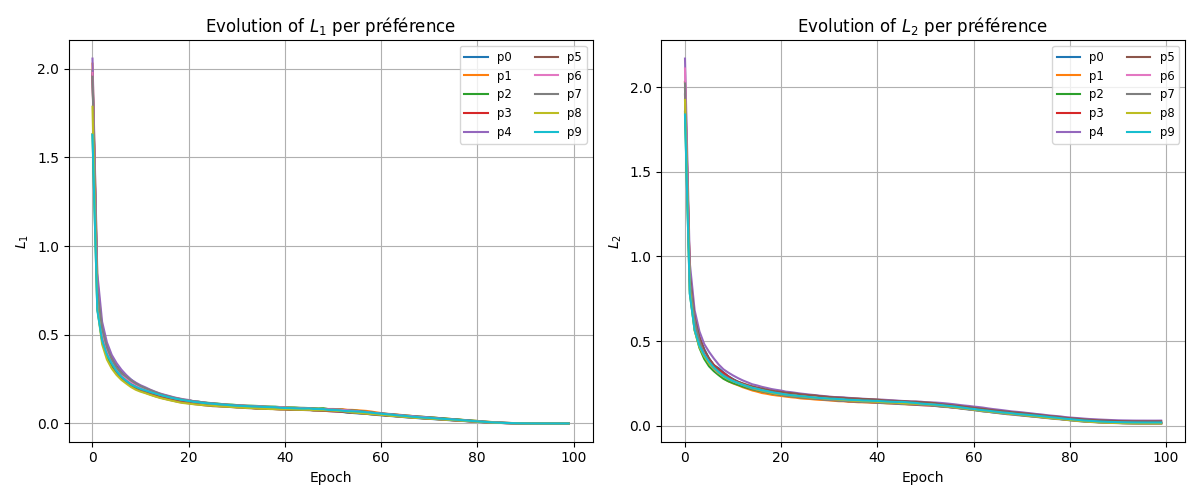 Evolution of $L_1$ per préférence
2.0
1.5
1.0
0.5
0.0
L₁
0 20 40 60 80 100
Epoch
p0 p5
p1 p6
p2 p7
p3 p8
p4 p9
Evolution of $L_2$ per préférence
2.0
1.5
1.0
0.5
0.0
L₂
0 20 40 60 80 100
Epoch
p0 p5
p1 p6
p2 p7
p3 p8
p4 p9